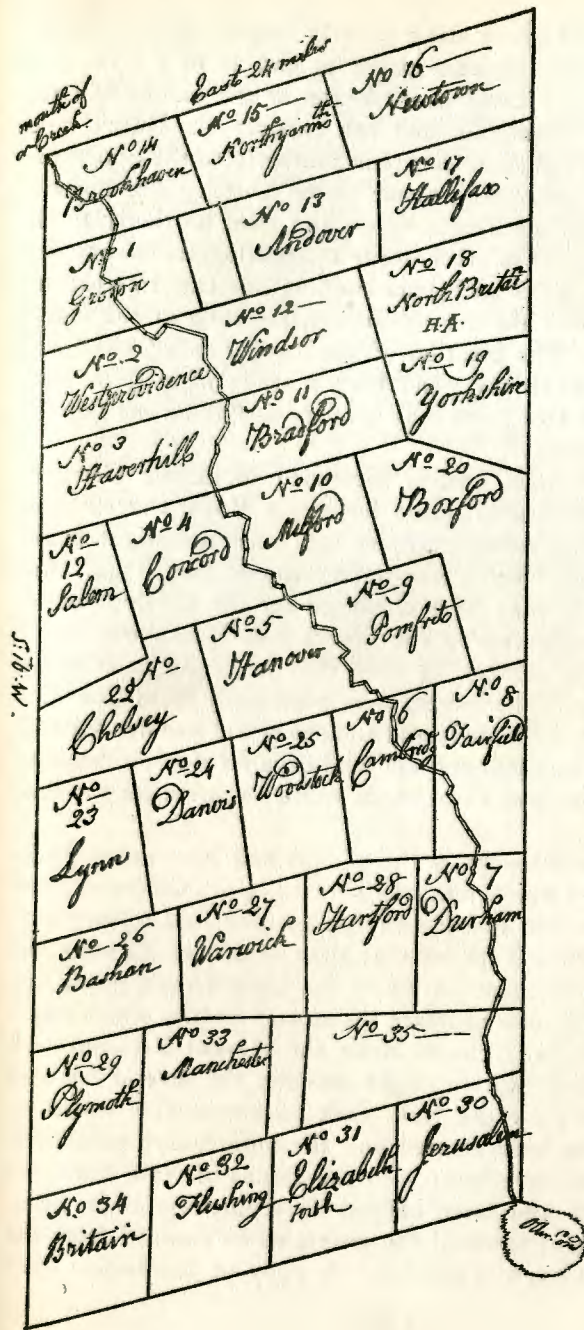 East 24 miles
mouth of
Creek
No 14
Brookhaven
No 15
Northyarmth
No 16
Newtown
No 1
Groton
No 13
Andover
No 17
Hallifax
No 2
Westprovidence
No 12
Windsor
No 18
North Britain
H.A.
No 3
Haverhill
No 11
Bradford
No 19
Yorkshire
No
12
Salem
No 4
Concord
No 10
Milford
No 20
Boxford
S. W.
No
22
Chelsey
No 5
Hanover
No 9
Pomfrit
No
23
Lynn
No 24
Danvis
No 25
Woodstock
No 6
Cambridg
No 8
Fairfield
No 26
Bashan
No 27
Warwick
No 28
Hartford
No 7
Durham
No 29
Plymoth
No 33
Manchester
No 35
No 34
Britain
No 32
Flushing
No 31
Elizabeth
No 30
Jerusalem